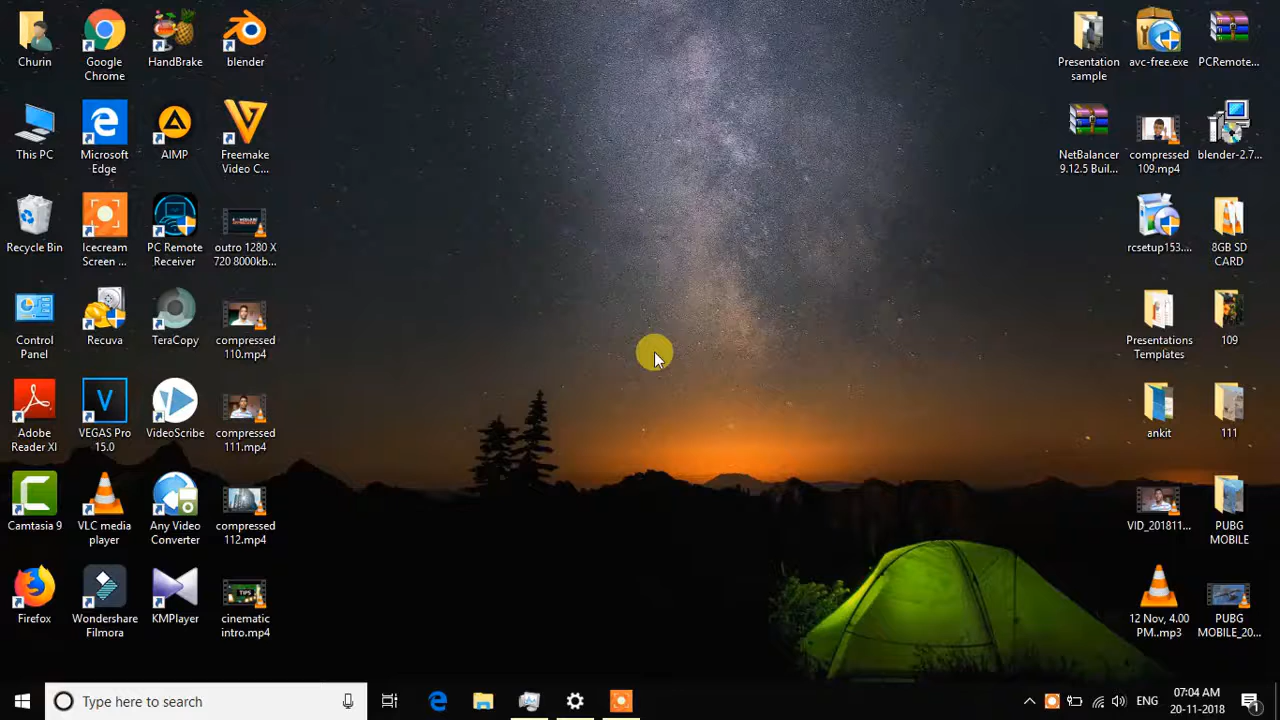 Churin
Google
Chrome
HandBrake
blender
This PC
Microsoft
Edge
AIMP
Freemake
Video C...
Recycle Bin
Icecream
Screen ...
PC Remote
Receiver
outro 1280 X
720 8000kb...
Control
Panel
Recuva
TeraCopy
compressed
110.mp4
Adobe
Reader XI
VEGAS Pro
15.0
VideoScribe
compressed
111.mp4
Camtasia 9
VLC media
player
Any Video
Converter
compressed
112.mp4
Firefox
Wondershare
Filmora
KMPlayer
TIPS
cinematic
intro.mp4
Presentation
sample
avc-free.exe
PCRemote...
NetBalancer
9.12.5 Buil...
compressed
109.mp4
blender-2.7...
rcsetup153....
8GB SD
CARD
Presentations
Templates
109
ankit
111
VID_201811...
PUBG
MOBILE
12 Nov, 4.00
PM..mp3
PUBG
MOBILE_20...
Type here to search
ENG
07:04 AM
20-11-2018
1